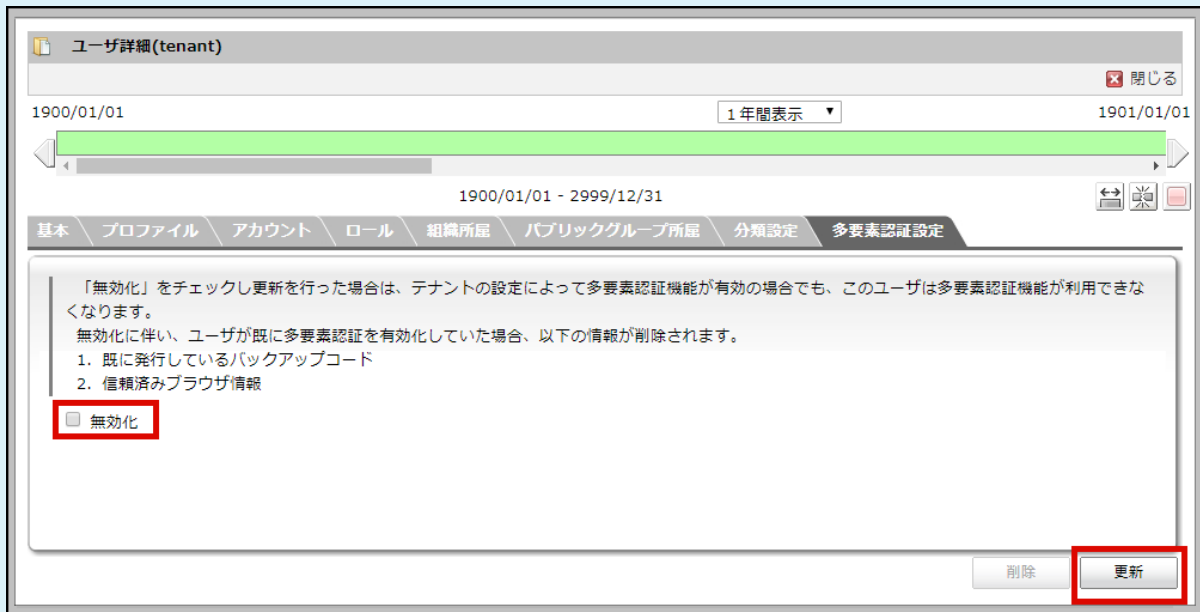 ユーザ詳細(tenant)
閉じる
1900/01/01 1年間表示 1901/01/01
1900/01/01 - 2999/12/31
基本 プロファイル アカウント ロール 組織所属 パブリックグループ所属 分類設定 多要素認証設定
「無効化」をチェックし更新を行った場合は、テナントの設定によって多要素認証機能が有効の場合でも、このユーザは多要素認証機能が利用できな
くなります。
無効化に伴い、ユーザが既に多要素認証を有効化していた場合、以下の情報が削除されます。
1. 既に発行しているバックアップコード
2. 信頼済みブラウザ情報
無効化
削除 更新